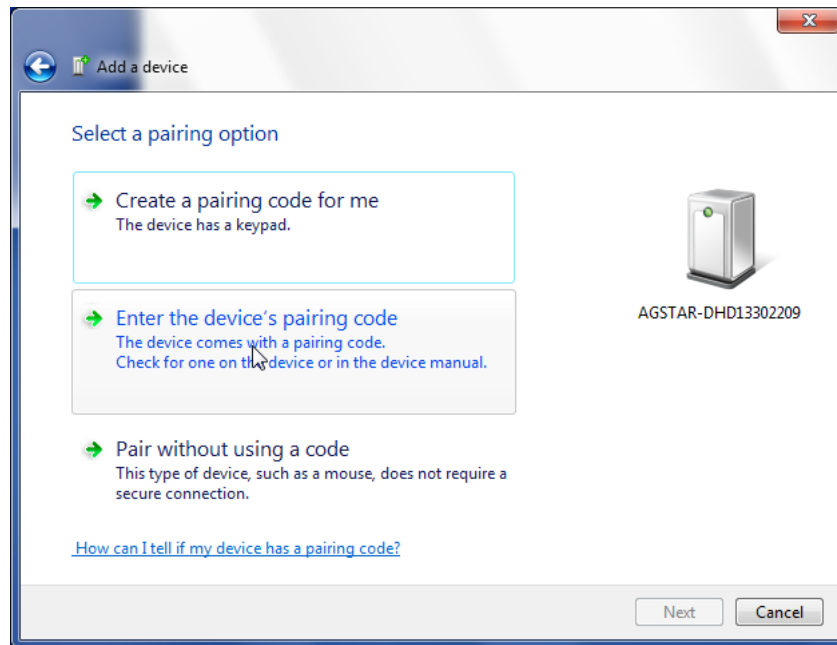 Add a device
Select a pairing option
Create a pairing code for me
The device has a keypad.
Enter the device's pairing code
The device comes with a pairing code.
Check for one on the device or in the device manual.
AGSTAR-DHD13302209
Pair without using a code
This type of device, such as a mouse, does not require a
secure connection.
How can I tell if my device has a pairing code?
Next
Cancel